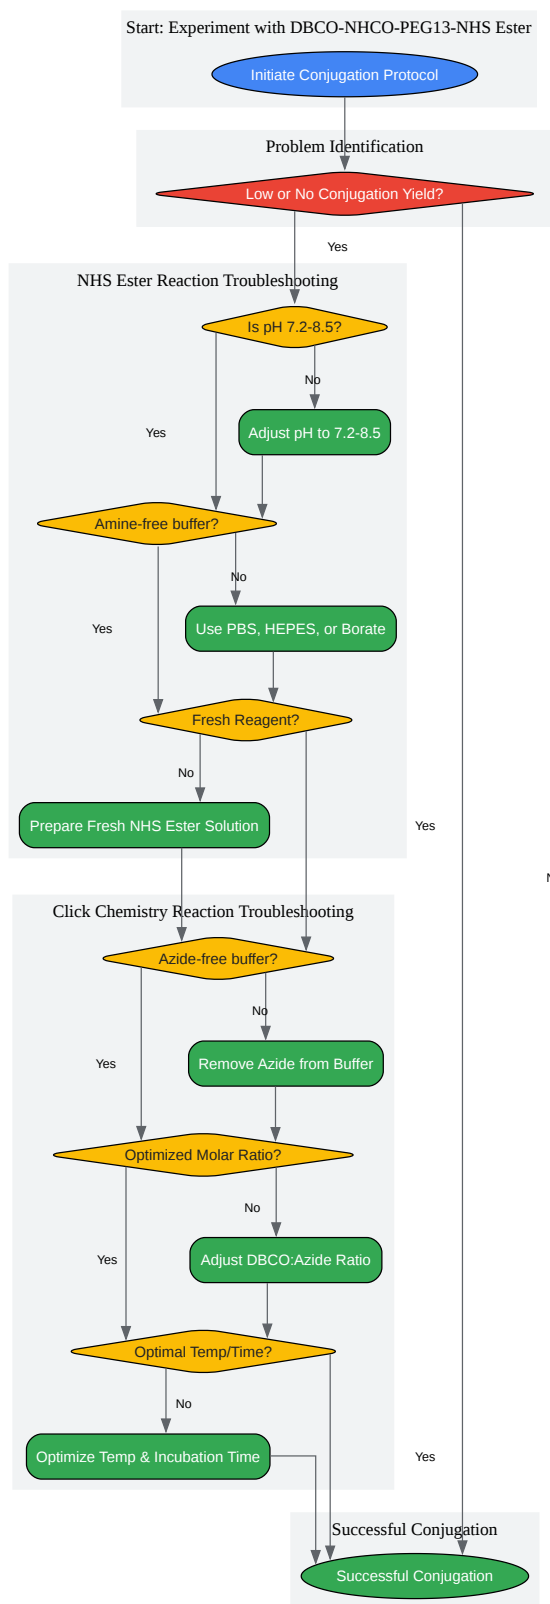 Start: Experiment with DBCO-NHCO-PEG13-NHS Ester
Initiate Conjugation Protocol
Problem Identification
Low or No Conjugation Yield?
Yes
NHS Ester Reaction Troubleshooting
Is pH 7.2-8.5?
No
Adjust pH to 7.2-8.5
Yes
Amine-free buffer?
No
Use PBS, HEPES, or Borate
Yes
Fresh Reagent?
No
Prepare Fresh NHS Ester Solution
Yes
Click Chemistry Reaction Troubleshooting
Azide-free buffer?
No
Remove Azide from Buffer
Yes
Optimized Molar Ratio?
No
Adjust DBCO:Azide Ratio
Yes
Optimal Temp/Time?
No
Optimize Temp & Incubation Time
Yes
Successful Conjugation
Successful Conjugation